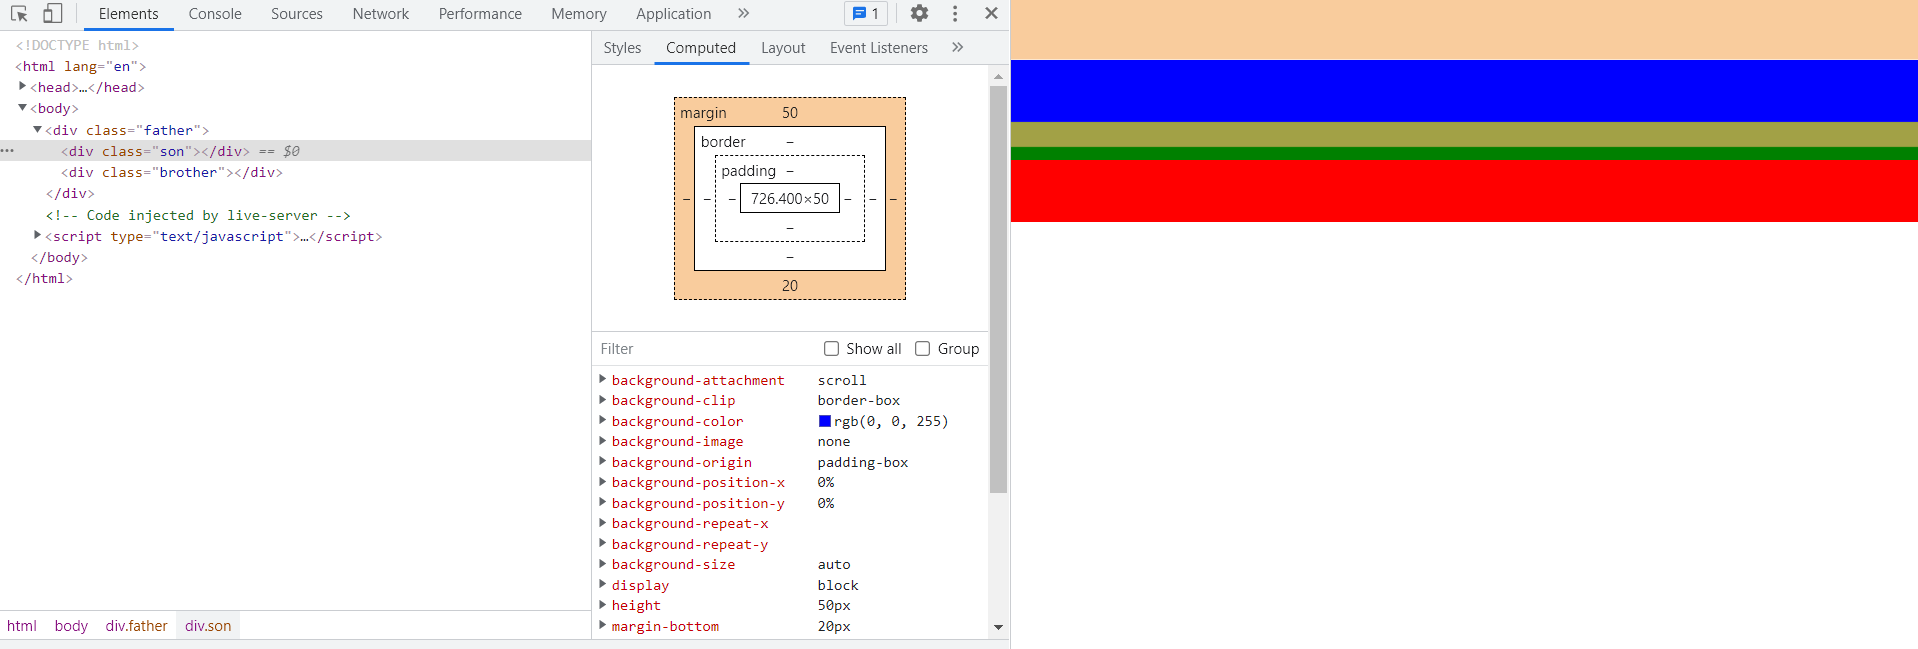 Elements Console Sources Network Performance Memory Application » 1
<!DOCTYPE html>
<html lang="en">
<head>…</head>
<body>
<div class="father">
… <div class="son"></div> == $0
<div class="brother"></div>
</div>
<!-- Code injected by live-server -->
<script type="text/javascript">…</script>
</body>
</html>
html body div.father div.son
Styles Computed Layout Event Listeners »
margin 50
border –
padding –
– – – 726.400×50 – – –
–
–
20
Filter Show all Group
background-attachment scroll
background-clip border-box
background-color rgb(0, 0, 255)
background-image none
background-origin padding-box
background-position-x 0%
background-position-y 0%
background-repeat-x
background-repeat-y
background-size auto
display block
height 50px
margin-bottom 20px